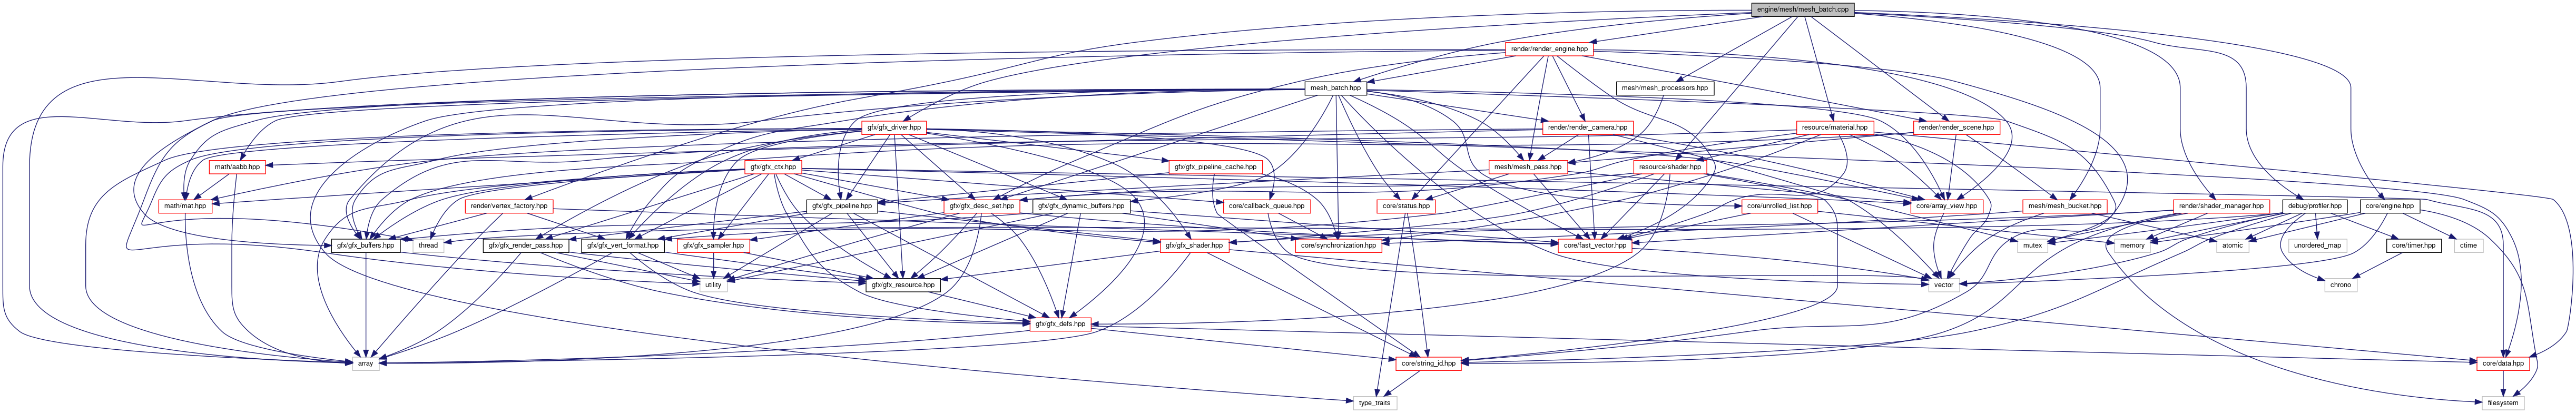 engine/mesh/mesh_batch.cpp
render/render_engine.hpp
mesh_batch.hpp
mesh/mesh_processors.hpp
gfx/gfx_driver.hpp
render/render_camera.hpp
resource/material.hpp
render/render_scene.hpp
math/aabb.hpp
gfx/gfx_ctx.hpp
gfx/gfx_pipeline_cache.hpp
mesh/mesh_pass.hpp
resource/shader.hpp
math/mat.hpp
render/vertex_factory.hpp
gfx/gfx_pipeline.hpp
gfx/gfx_desc_set.hpp
gfx/gfx_dynamic_buffers.hpp
core/callback_queue.hpp
core/status.hpp
core/unrolled_list.hpp
core/array_view.hpp
mesh/mesh_bucket.hpp
render/shader_manager.hpp
debug/profiler.hpp
core/engine.hpp
gfx/gfx_buffers.hpp
thread
gfx/gfx_render_pass.hpp
gfx/gfx_vert_format.hpp
gfx/gfx_sampler.hpp
gfx/gfx_shader.hpp
core/synchronization.hpp
core/fast_vector.hpp
mutex
memory
atomic
unordered_map
core/timer.hpp
ctime
utility
gfx/gfx_resource.hpp
vector
chrono
gfx/gfx_defs.hpp
array
core/string_id.hpp
core/data.hpp
type_traits
filesystem